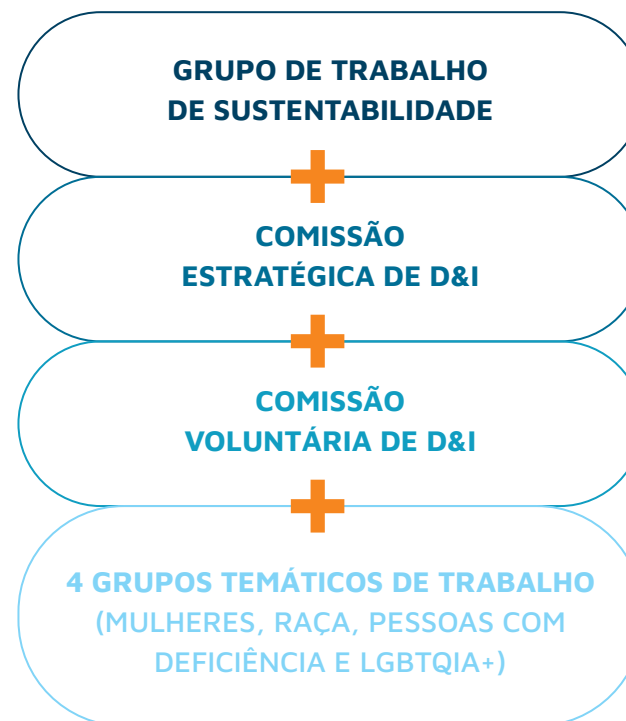 GRUPO DE TRABALHO
DE SUSTENTABILIDADE
COMISSÃO
ESTRATÉGICA DE D&I
COMISSÃO
VOLUNTÁRIA DE D&I
4 GRUPOS TEMÁTICOS DE TRABALHO
(MULHERES, RAÇA, PESSOAS COM
DEFICIÊNCIA E LGBTQIA+)